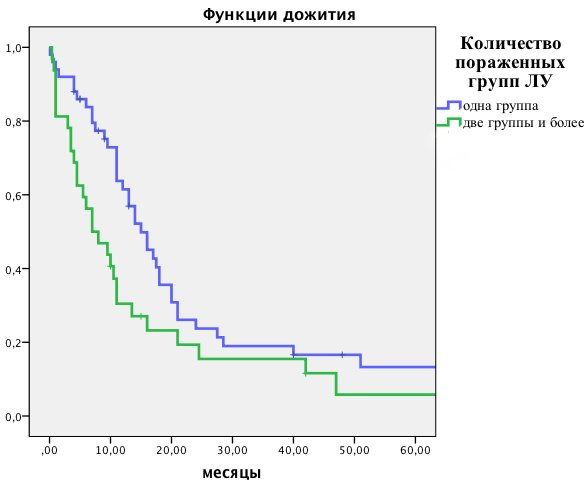 Функции дожития
Количество
пораженных
групп ЛУ
одна группа
две группы и более
1,0
0,8
0,6
0,4
0,2
0,0
,00 10,00 20,00 30,00 40,00 50,00 60,00
месяцы